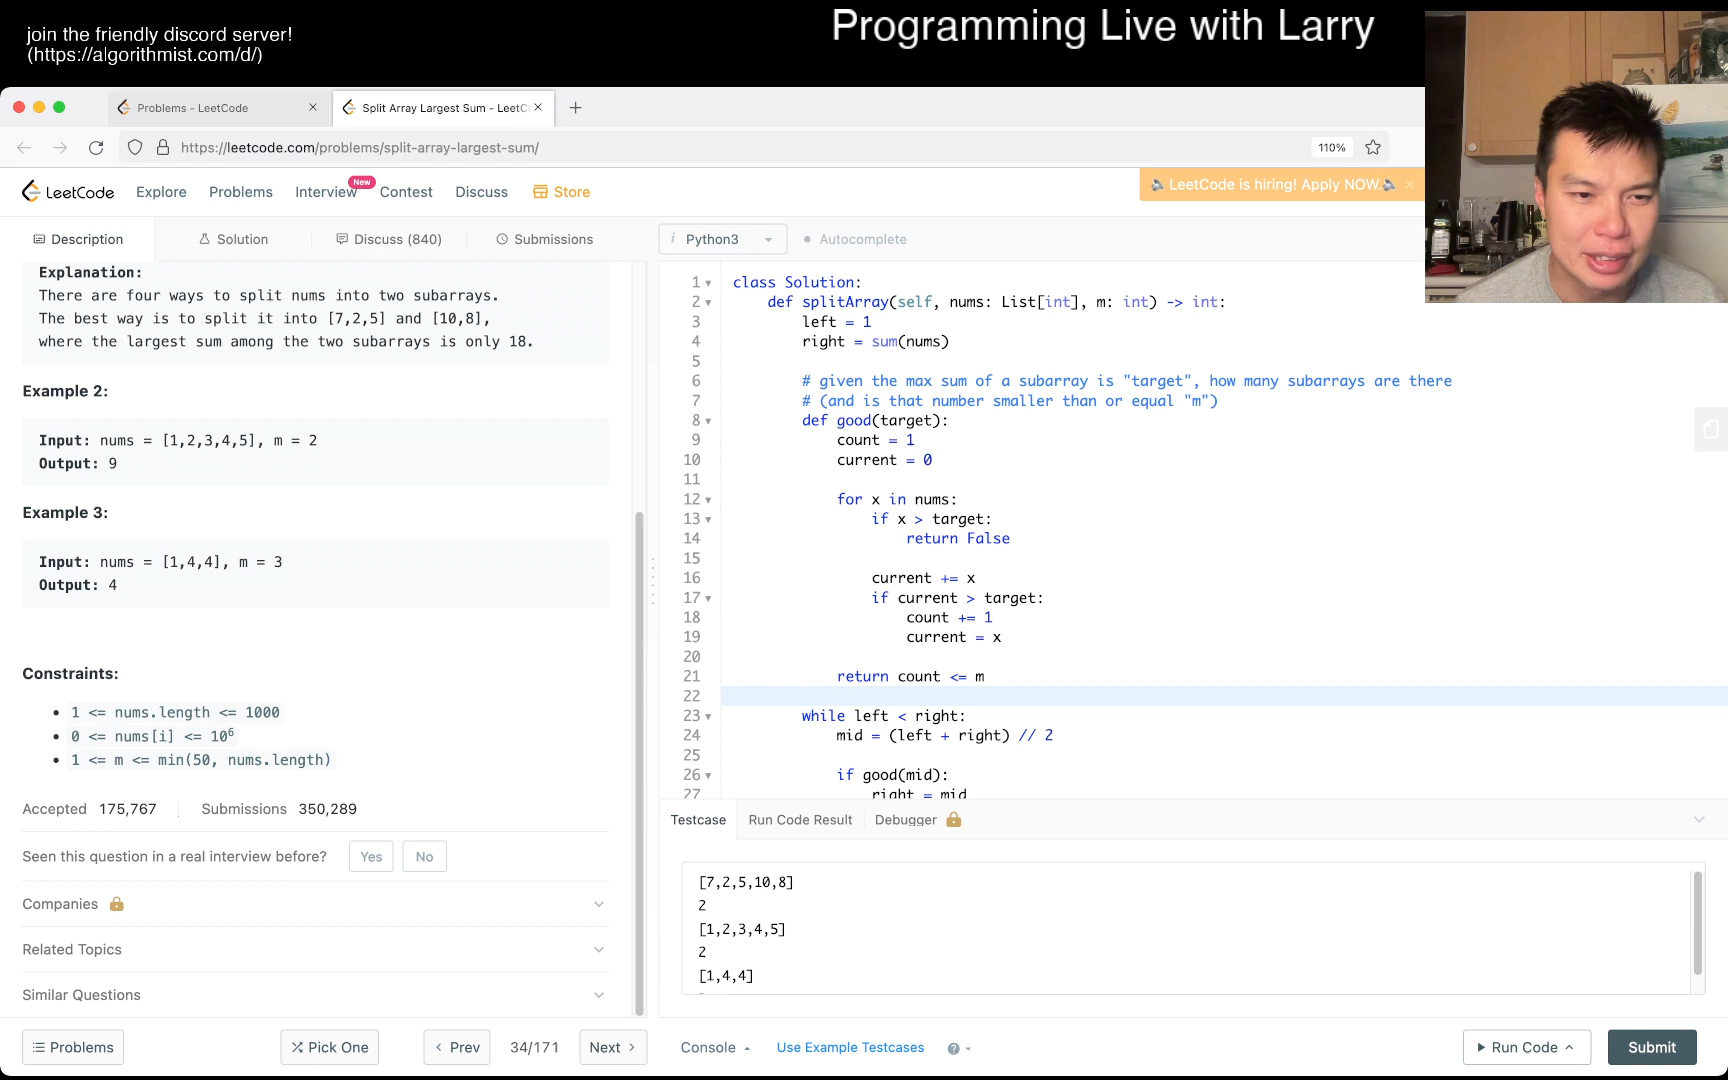 join the friendly discord server!
(https://algorithmist.com/d/)
Programming Live with Larry
Problems - LeetCode
Split Array Largest Sum - LeetC
https://leetcode.com/problems/split-array-largest-sum/
110%
LeetCode
Explore
Problems
Interview
New
Contest
Discuss
Store
LeetCode is hiring! Apply NOW.
Description
Solution
Discuss (840)
Submissions
i Python3
Autocomplete
Explanation:
There are four ways to split nums into two subarrays.
The best way is to split it into [7,2,5] and [10,8],
where the largest sum among the two subarrays is only 18.
Example 2:
Input: nums = [1,2,3,4,5], m = 2
Output: 9
Example 3:
Input: nums = [1,4,4], m = 3
Output: 4
Constraints:
• 1 <= nums.length <= 1000
• 0 <= nums[i] <= 10⁶
• 1 <= m <= min(50, nums.length)
Accepted 175,767
Submissions 350,289
Seen this question in a real interview before?
Yes
No
Companies
Related Topics
Similar Questions
Problems
Pick One
Prev
34/171
Next
1 class Solution:
2 def splitArray(self, nums: List[int], m: int) -> int:
3 left = 1
4 right = sum(nums)
5
6 # given the max sum of a subarray is "target", how many subarrays are there
7 # (and is that number smaller than or equal "m")
8 def good(target):
9 count = 1
10 current = 0
11
12 for x in nums:
13 if x > target:
14 return False
15
16 current += x
17 if current > target:
18 count += 1
19 current = x
20
21 return count <= m
22
23 while left < right:
24 mid = (left + right) // 2
25
26 if good(mid):
27 right = mid
Testcase
Run Code Result
Debugger
[7,2,5,10,8]
2
[1,2,3,4,5]
2
[1,4,4]
Console
Use Example Testcases
?
Run Code
Submit